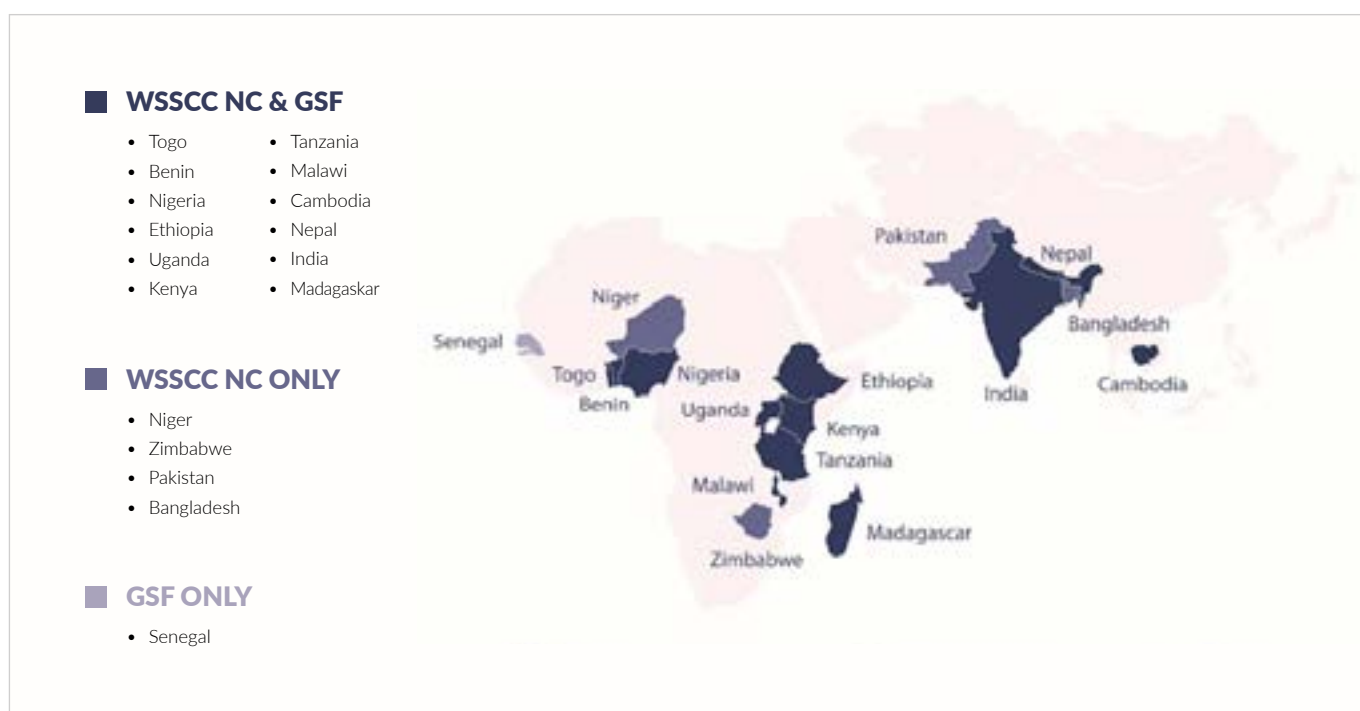 WSSCC NC & GSF
• Togo
• Benin
• Nigeria
• Ethiopia
• Uganda
• Kenya
• Tanzania
• Malawi
• Cambodia
• Nepal
• India
• Madagaskar
WSSCC NC ONLY
• Niger
• Zimbabwe
• Pakistan
• Bangladesh
GSF ONLY
• Senegal
Pakistan
Nepal
Niger
Bangladesh
Senegal
Togo
Nigeria
Ethiopia
Cambodia
India
Benin
Uganda
Kenya
Tanzania
Malawi
Madagascar
Zimbabwe